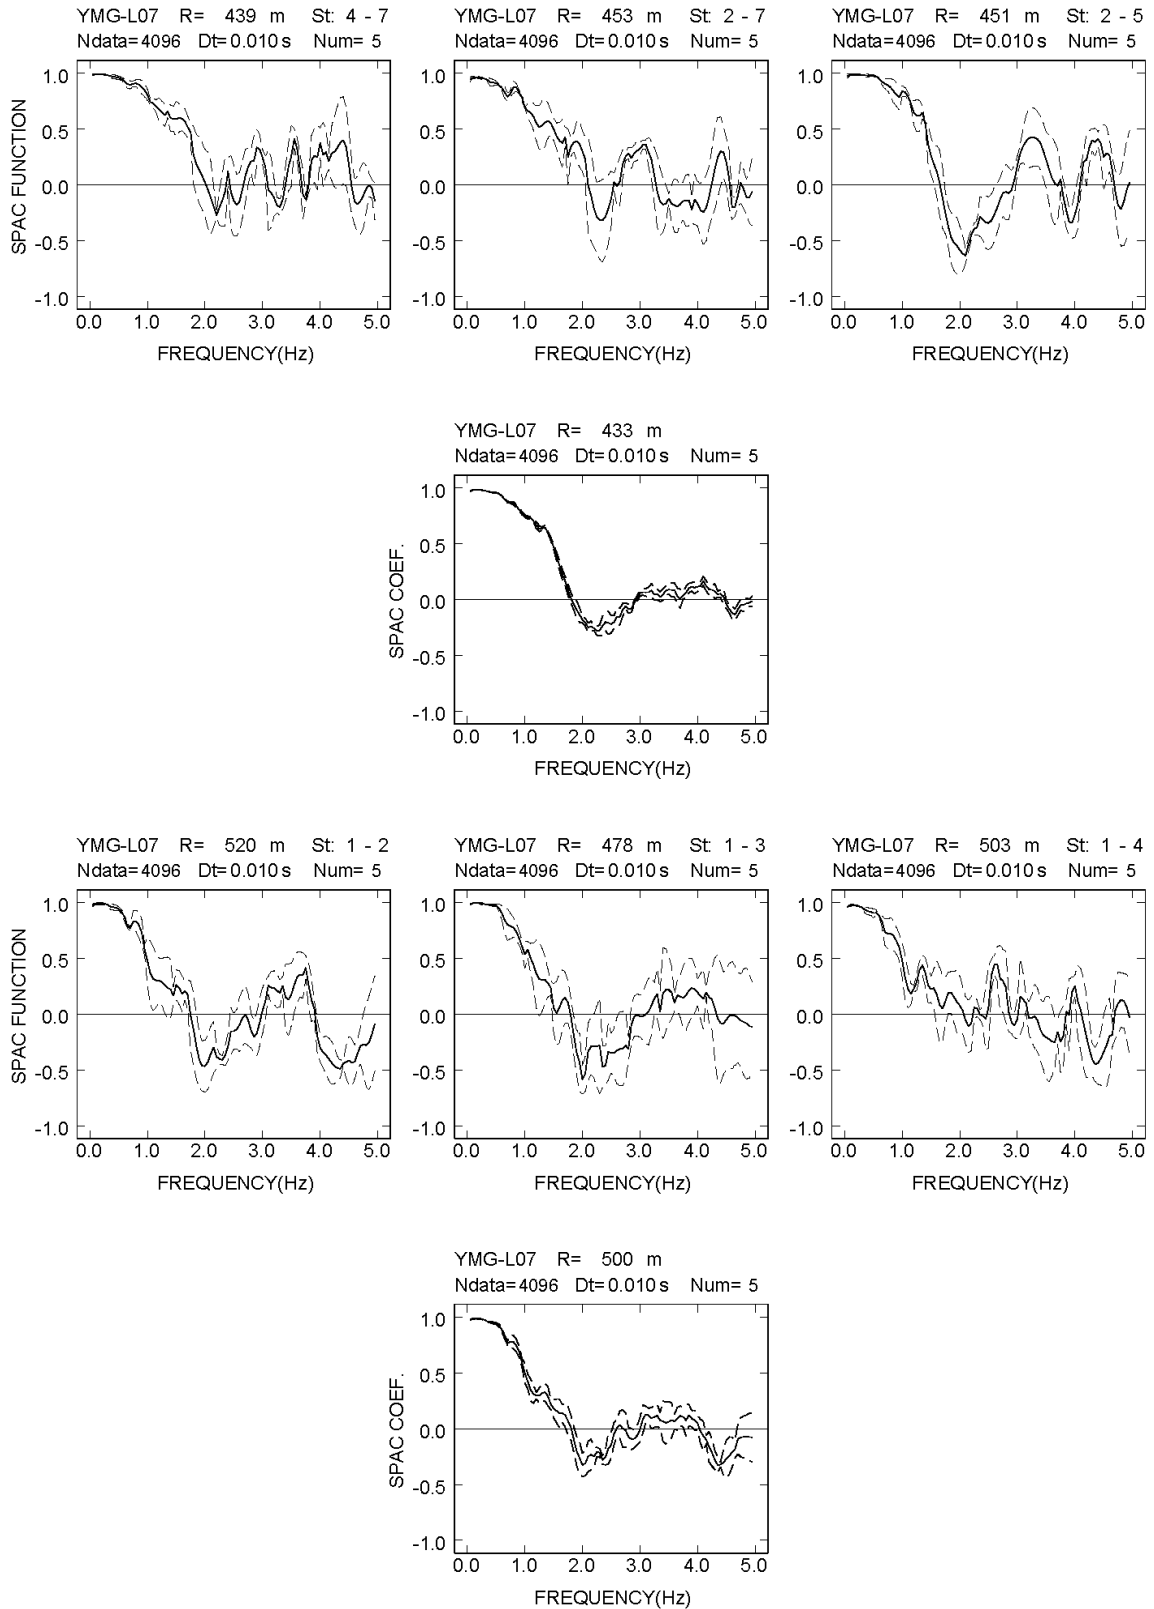 YMG-L07 R= 439 m St: 4 - 7
Ndata=4096 Dt=0.010 s Num= 5
SPAC FUNCTION
1.0
0.5
0.0
-0.5
-1.0
0.0 1.0 2.0 3.0 4.0 5.0
FREQUENCY(Hz)
YMG-L07 R= 453 m St: 2 - 7
Ndata=4096 Dt=0.010 s Num= 5
1.0
0.5
0.0
-0.5
-1.0
0.0 1.0 2.0 3.0 4.0 5.0
FREQUENCY(Hz)
YMG-L07 R= 451 m St: 2 - 5
Ndata=4096 Dt=0.010 s Num= 5
1.0
0.5
0.0
-0.5
-1.0
0.0 1.0 2.0 3.0 4.0 5.0
FREQUENCY(Hz)
YMG-L07 R= 433 m
Ndata=4096 Dt=0.010 s Num= 5
SPAC COEF.
1.0
0.5
0.0
-0.5
-1.0
0.0 1.0 2.0 3.0 4.0 5.0
FREQUENCY(Hz)
YMG-L07 R= 520 m St: 1 - 2
Ndata=4096 Dt=0.010 s Num= 5
SPAC FUNCTION
1.0
0.5
0.0
-0.5
-1.0
0.0 1.0 2.0 3.0 4.0 5.0
FREQUENCY(Hz)
YMG-L07 R= 478 m St: 1 - 3
Ndata=4096 Dt=0.010 s Num= 5
1.0
0.5
0.0
-0.5
-1.0
0.0 1.0 2.0 3.0 4.0 5.0
FREQUENCY(Hz)
YMG-L07 R= 503 m St: 1 - 4
Ndata=4096 Dt=0.010 s Num= 5
1.0
0.5
0.0
-0.5
-1.0
0.0 1.0 2.0 3.0 4.0 5.0
FREQUENCY(Hz)
YMG-L07 R= 500 m
Ndata=4096 Dt=0.010 s Num= 5
SPAC COEF.
1.0
0.5
0.0
-0.5
-1.0
0.0 1.0 2.0 3.0 4.0 5.0
FREQUENCY(Hz)